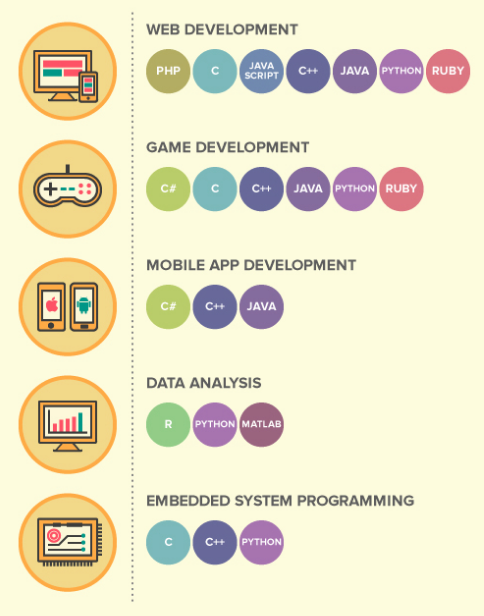 WEB DEVELOPMENT
PHP C JAVA SCRIPT C++ JAVA PYTHON RUBY
GAME DEVELOPMENT
C# C C++ JAVA PYTHON RUBY
MOBILE APP DEVELOPMENT
C# C++ JAVA
DATA ANALYSIS
R PYTHON MATLAB
EMBEDDED SYSTEM PROGRAMMING
C C++ PYTHON